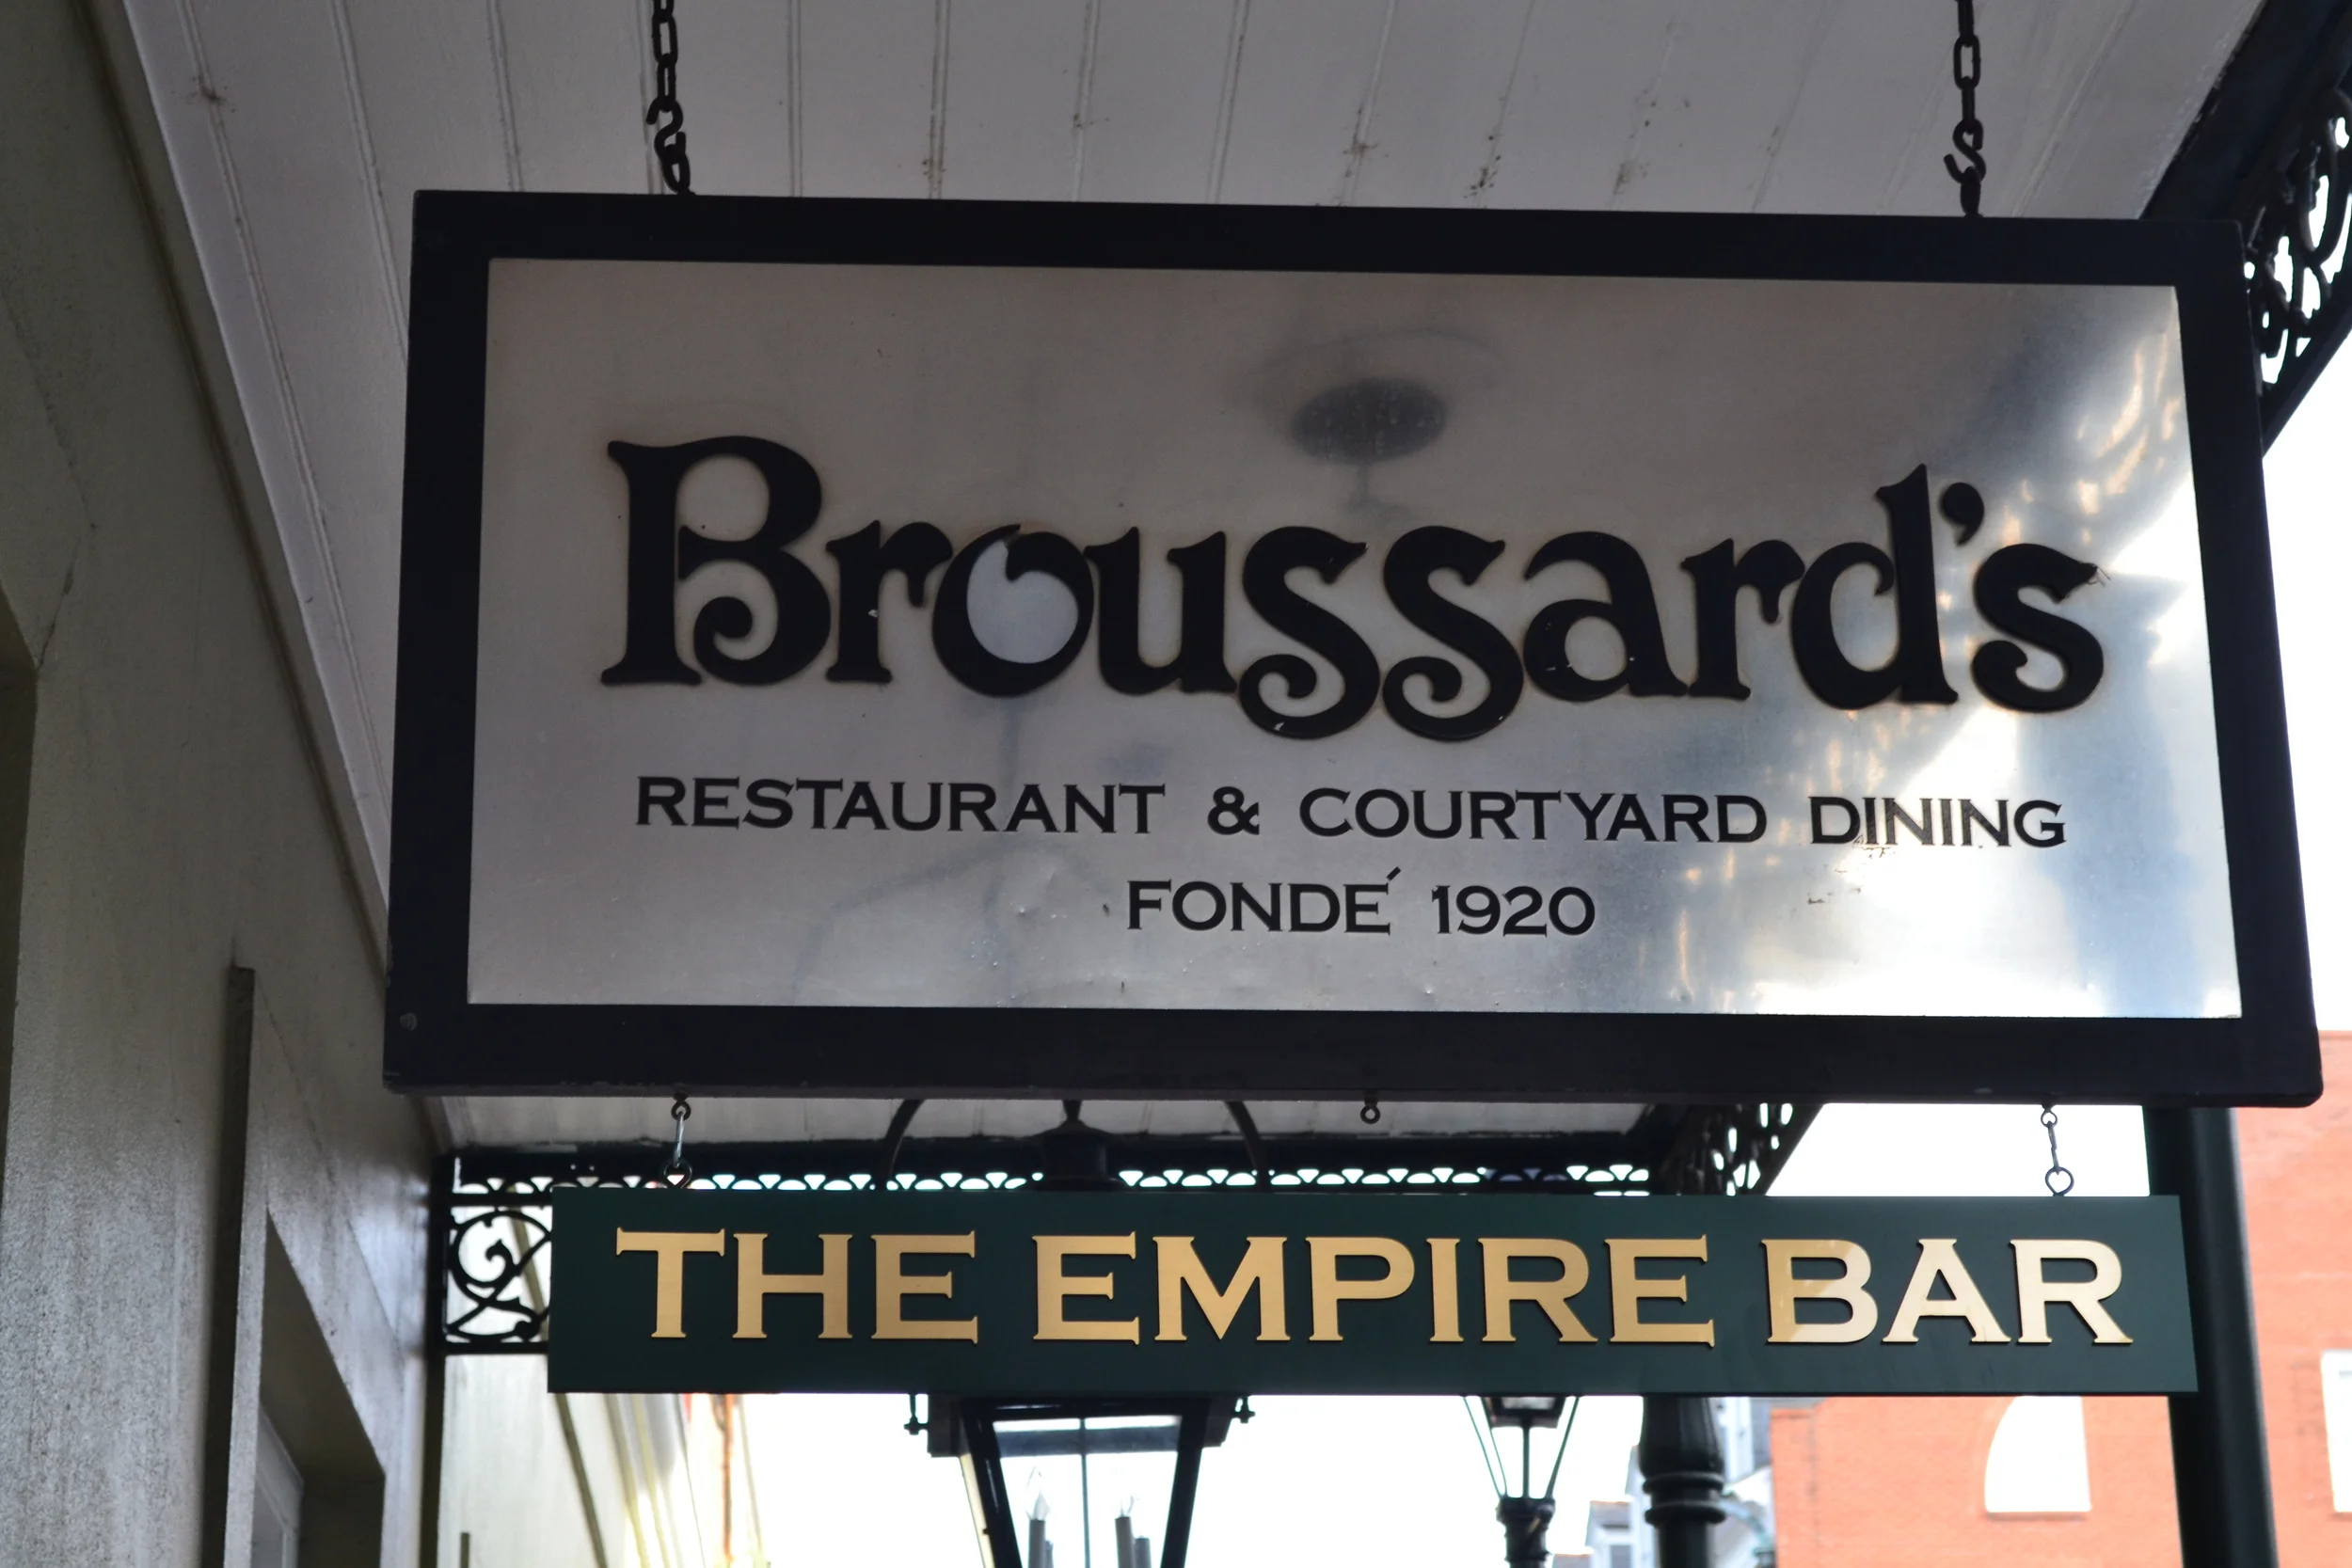 Broussard's
RESTAURANT & COURTYARD DINING
FONDÉ 1920
THE EMPIRE BAR